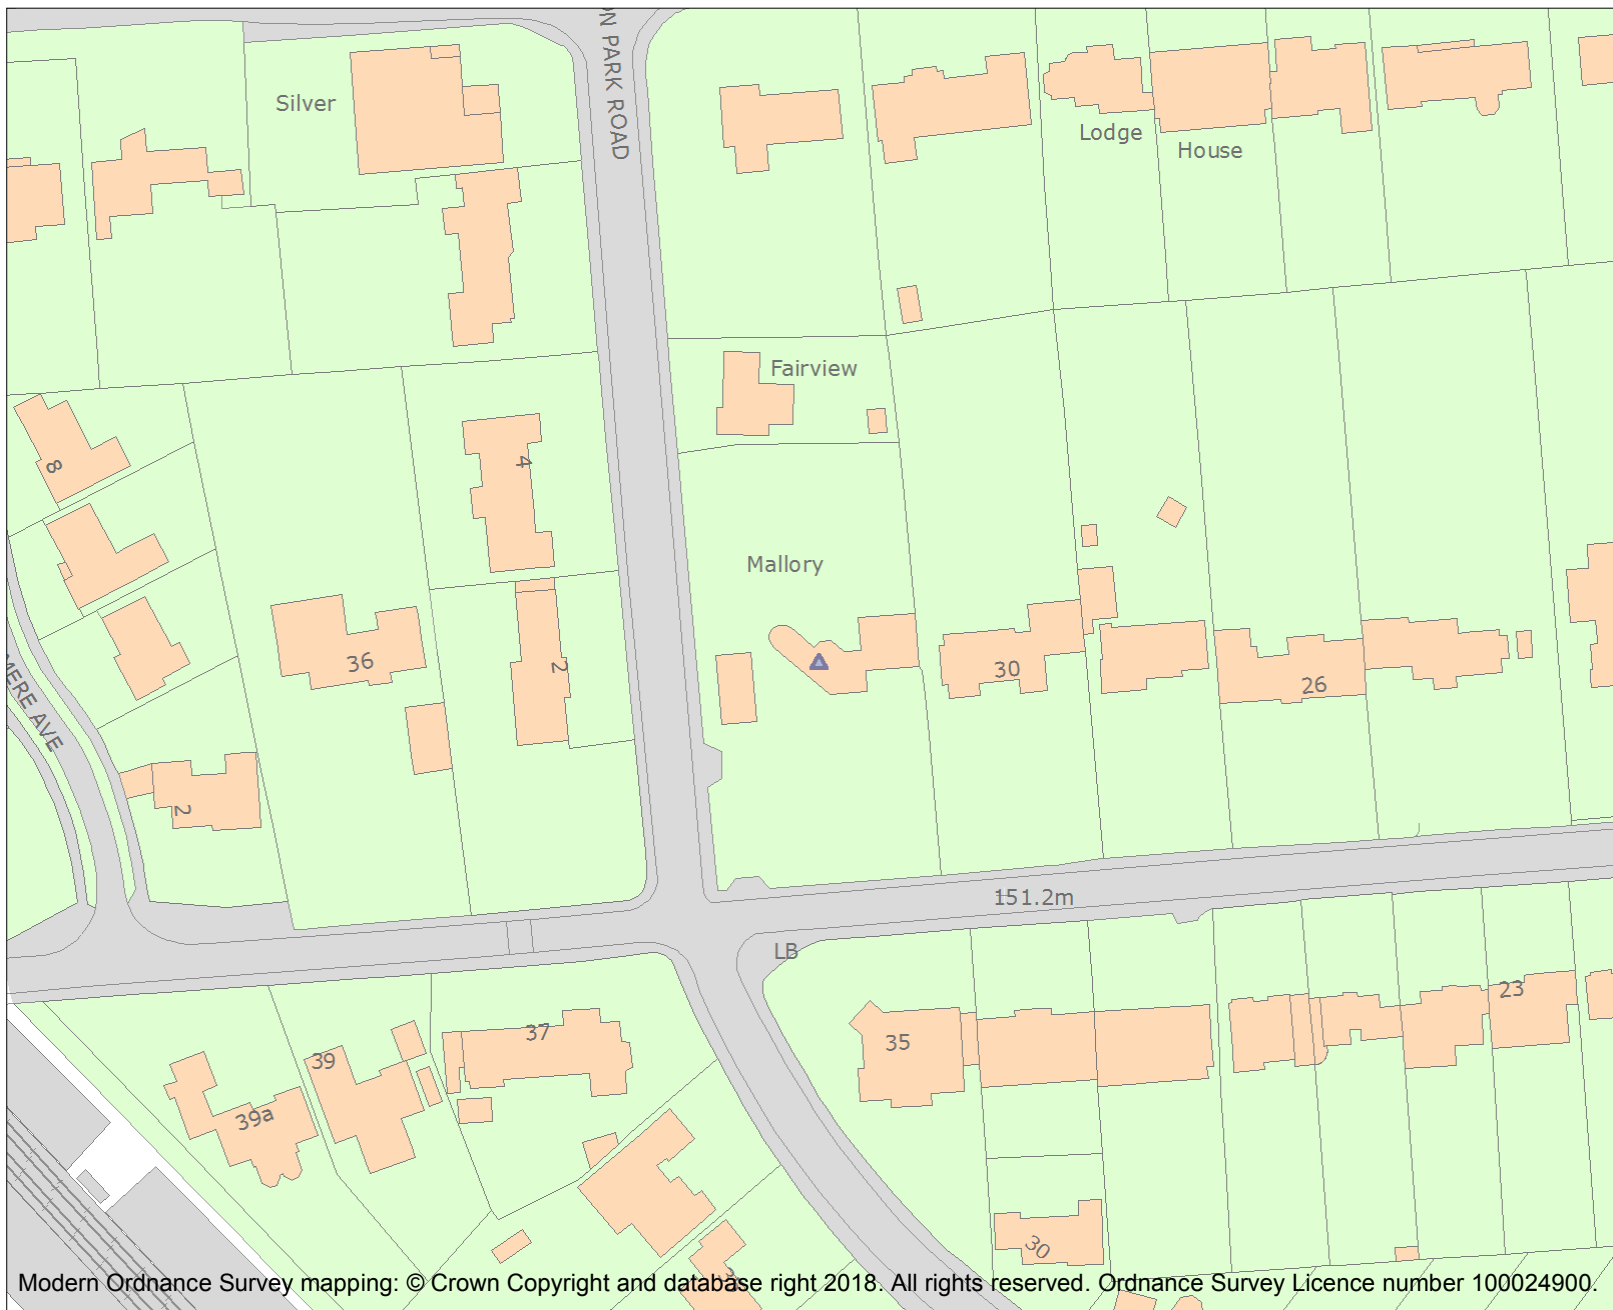 ON PARK ROAD
Silver
Lodge
House
Fairview
8
4
Mallory
36
2
30
26
MERE AVE
2
151.2m
LB
23
37
35
39
39a
30
Modern Ordnance Survey mapping: © Crown Copyright and database right 2018. All rights reserved. Ordnance Survey Licence number 100024900.